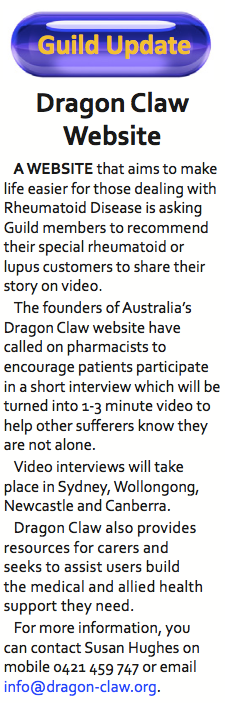 Guild Update
Dragon Claw
Website
A WEBSITE that aims to make
life easier for those dealing with
Rheumatoid Disease is asking
Guild members to recommend
their special rheumatoid or
lupus customers to share their
story on video.
The founders of Australia's
Dragon Claw website have
called on pharmacists to
encourage patients participate
in a short interview which will be
turned into 1-3 minute video to
help other sufferers know they
are not alone.
Video interviews will take
place in Sydney, Wollongong,
Newcastle and Canberra.
Dragon Claw also provides
resources for carers and
seeks to assist users build
the medical and allied health
support they need.
For more information, you
can contact Susan Hughes on
mobile 0421 459 747 or email
info@dragon-claw.org.